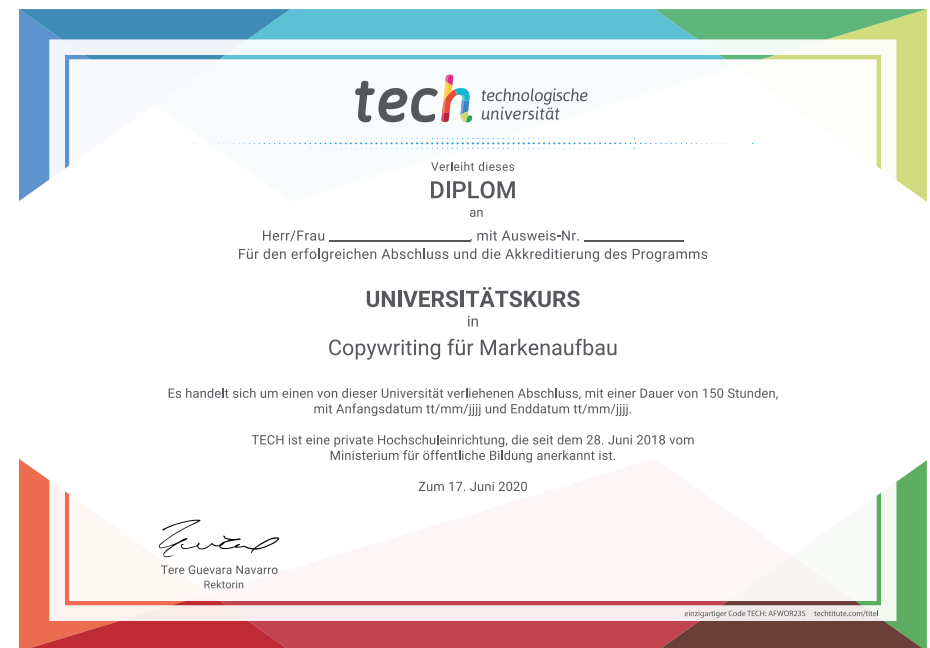 tech technologische
universität
Verleiht dieses
DIPLOM
an
Herr/Frau ____________________, mit Ausweis-Nr. ______________
Für den erfolgreichen Abschluss und die Akkreditierung des Programms
UNIVERSITÄTSKURS
in
Copywriting für Markenaufbau
Es handelt sich um einen von dieser Universität verliehenen Abschluss, mit einer Dauer von 150 Stunden,
mit Anfangsdatum tt/mm/jjjj und Enddatum tt/mm/jjjj.
TECH ist eine private Hochschuleinrichtung, die seit dem 28. Juni 2018 vom
Ministerium für öffentliche Bildung anerkannt ist.
Zum 17. Juni 2020
Tere Guevara Navarro
Rektorin
einzigartiger Code TECH: AFWOR23S techtitute.com/titel